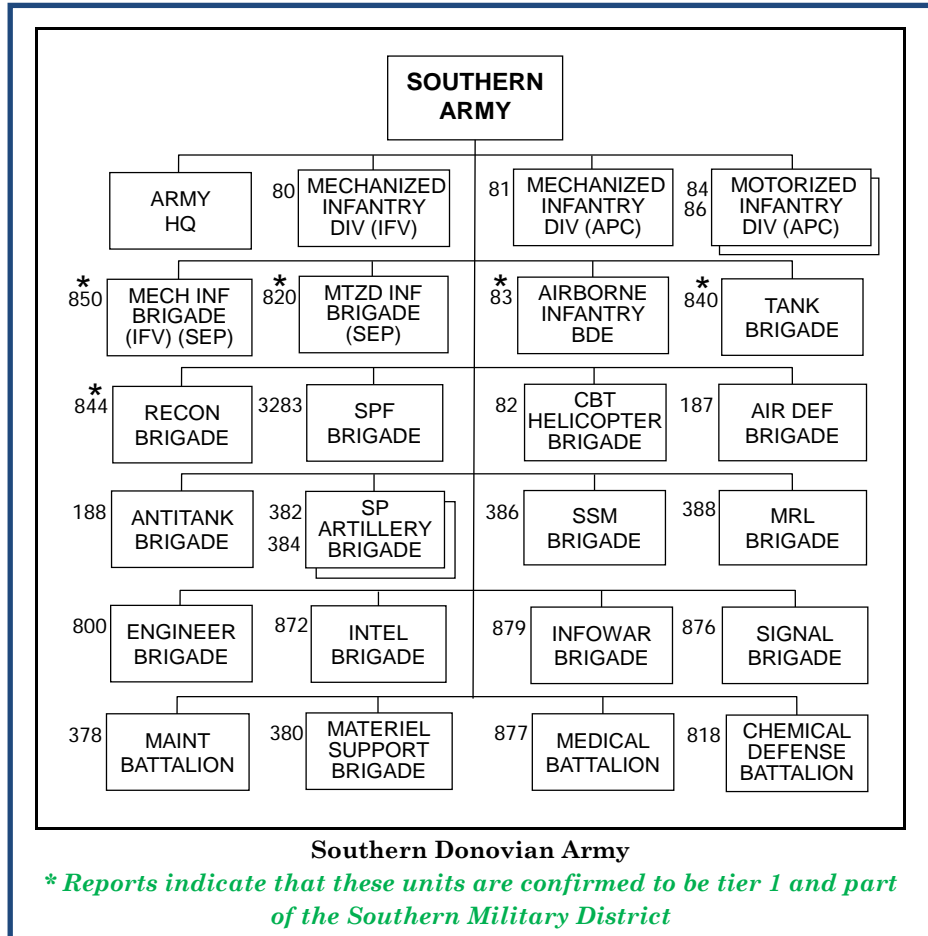 SOUTHERN
ARMY
ARMY
HQ
80
MECHANIZED
INFANTRY
DIV (IFV)
81
MECHANIZED
INFANTRY
DIV (APC)
84
86
MOTORIZED
INFANTRY
DIV (APC)
*
850
MECH INF
BRIGADE
(IFV) (SEP)
*
820
MTZD INF
BRIGADE
(SEP)
*
83
AIRBORNE
INFANTRY
BDE
*
840
TANK
BRIGADE
*
844
RECON
BRIGADE
3283
SPF
BRIGADE
82
CBT
HELICOPTER
BRIGADE
187
AIR DEF
BRIGADE
188
ANTITANK
BRIGADE
382
384
SP
ARTILLERY
BRIGADE
386
SSM
BRIGADE
388
MRL
BRIGADE
800
ENGINEER
BRIGADE
872
INTEL
BRIGADE
879
INFOWAR
BRIGADE
876
SIGNAL
BRIGADE
378
MAINT
BATTALION
380
MATERIEL
SUPPORT
BRIGADE
877
MEDICAL
BATTALION
818
CHEMICAL
DEFENSE
BATTALION
Southern Donovian Army
* Reports indicate that these units are confirmed to be tier 1 and part
of the Southern Military District